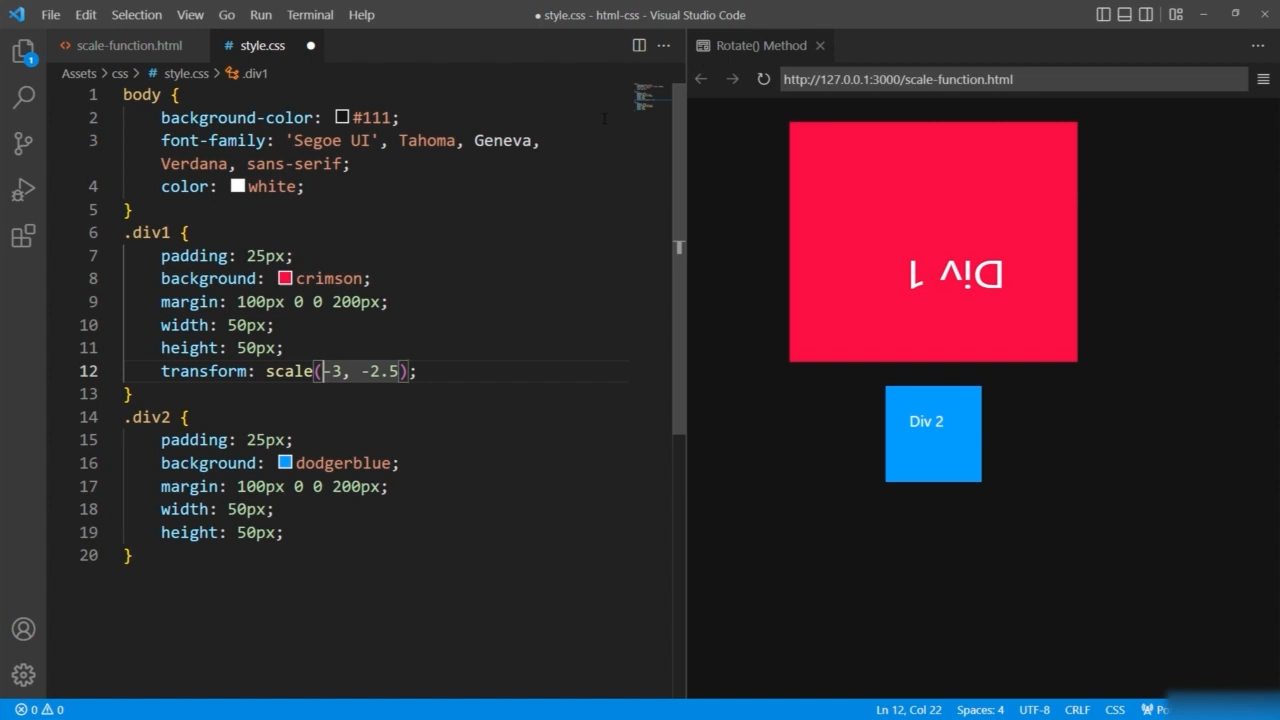 File Edit Selection View Go Run Terminal Help
● style.css - html-css - Visual Studio Code
scale-function.html
# style.css ●
Rotate() Method
Assets > css > # style.css > .div1
http://127.0.0.1:3000/scale-function.html
1
1 body {
2 background-color: #111;
3 font-family: 'Segoe UI', Tahoma, Geneva,
Verdana, sans-serif;
4 color: white;
5 }
6 .div1 {
7 padding: 25px;
8 background: crimson;
9 margin: 100px 0 0 200px;
10 width: 50px;
11 height: 50px;
12 transform: scale(-3, -2.5);
13 }
14 .div2 {
15 padding: 25px;
16 background: dodgerblue;
17 margin: 100px 0 0 200px;
18 width: 50px;
19 height: 50px;
20 }
Div 1
Div 2
0 0
Ln 12, Col 22 Spaces: 4 UTF-8 CRLF CSS